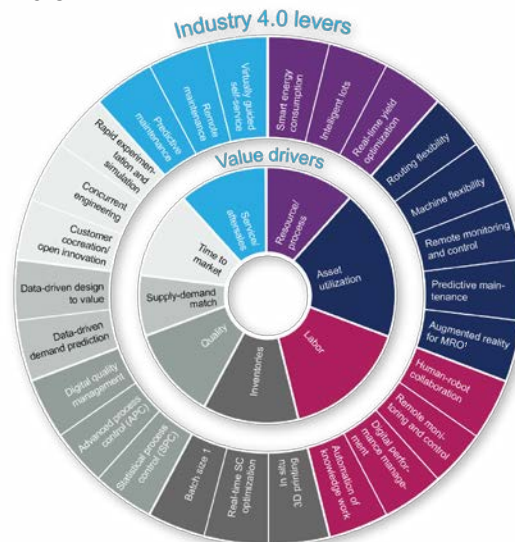 Industry 4.0 levers
Smart energy
consumption
Intelligent lots
Real-time yield
optimization
Routing flexibility
Machine flexibility
Remote monitoring
and control
Predictive main-
tenance
Augmented reality
for MRO¹
Human-robot
collaboration
Remote moni-
toring and control
Digital perfor-
mance manage-
ment
Automation of
knowledge work
In situ
3D printing
Real-time SC
optimization
Batch size 1
Statistical process
control (SPC)
Advanced process
control (APC)
Digital quality
management
Data-driven
demand prediction
Data-driven design
to value
Customer
cocreation/
open innovation
Concurrent
engineering
Rapid experimen-
tation and
simulation
Predictive
maintenance
Remote
maintenance
Virtually guided
self-service
Value drivers
Resource/
process
Asset
utilization
Labor
Inventories
Quality
Supply-demand
match
Time to
market
Service/
aftersales